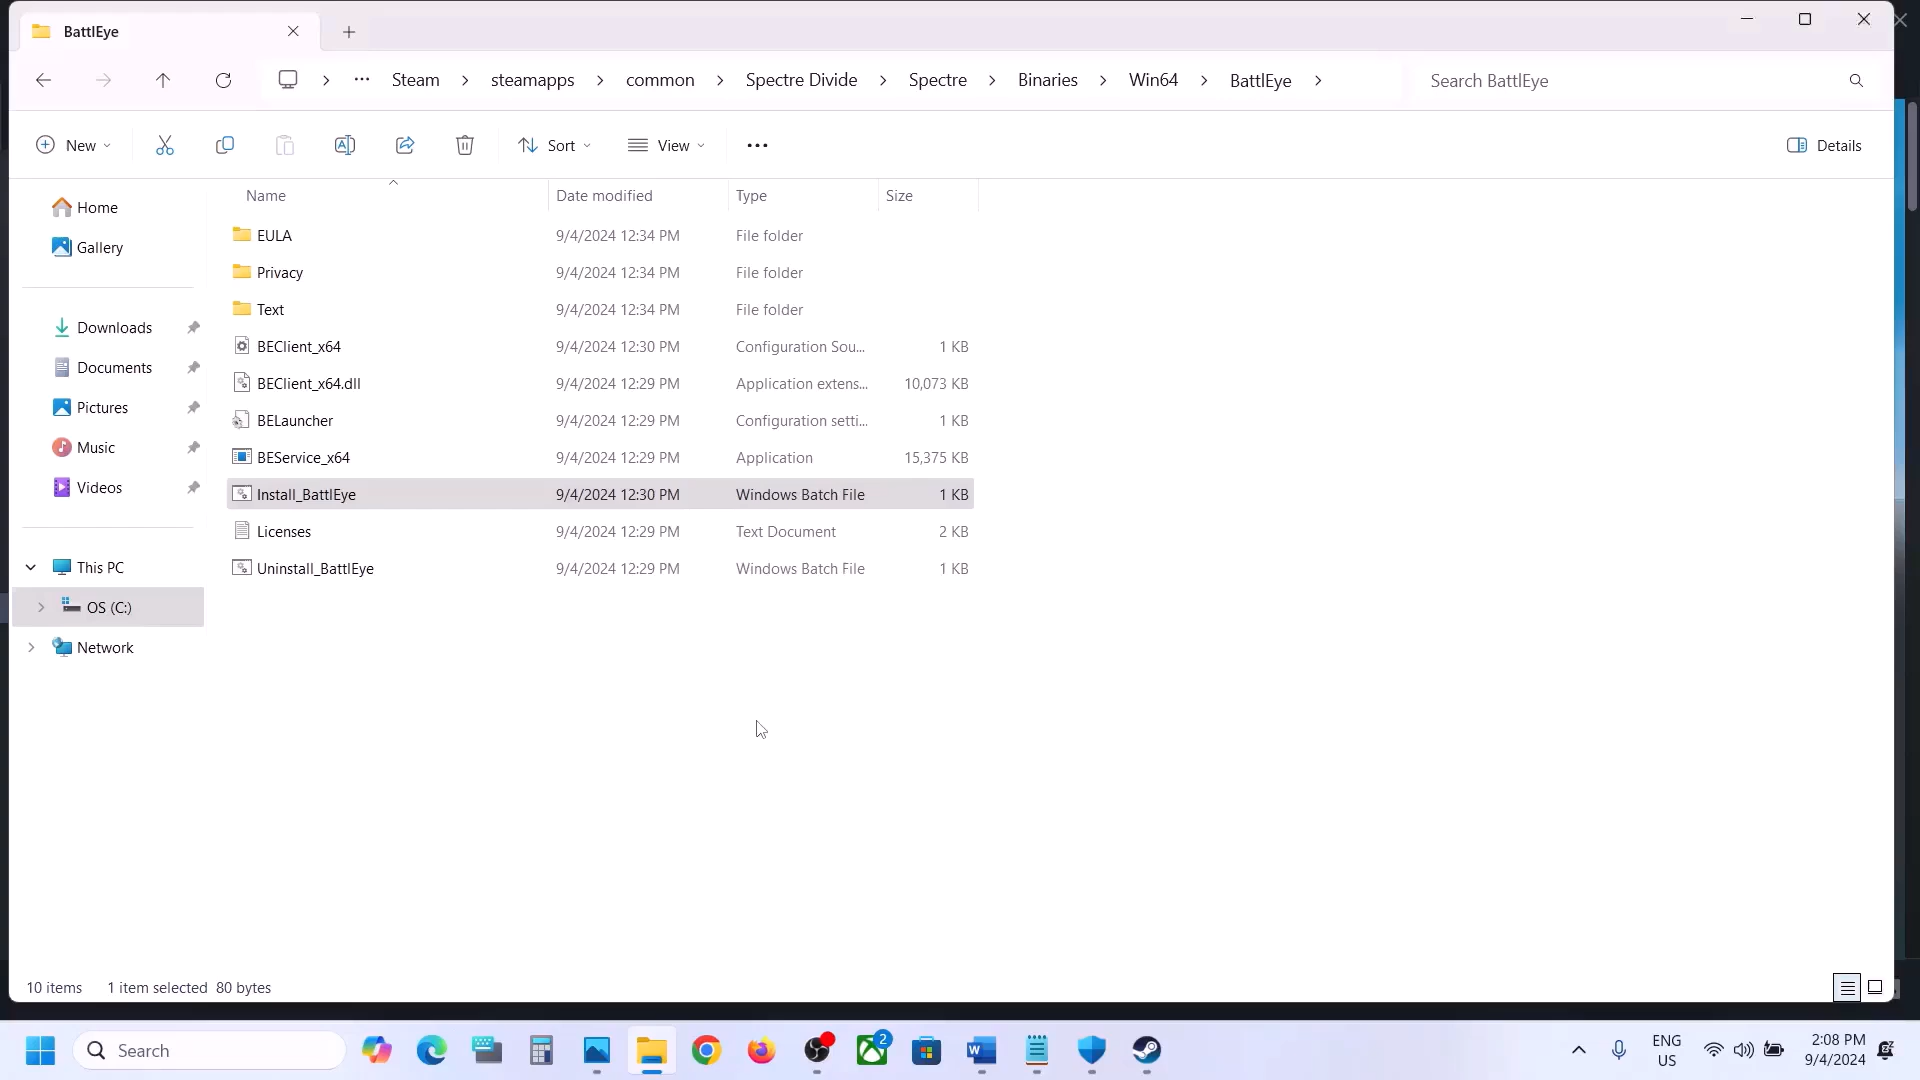 BattlEye
Steam > steamapps > common > Spectre Divide > Spectre > Binaries > Win64 > BattlEye >
Search BattlEye
New
Sort
View
Details
Name Date modified Type Size
EULA 9/4/2024 12:34 PM File folder
Privacy 9/4/2024 12:34 PM File folder
Text 9/4/2024 12:34 PM File folder
BEClient_x64 9/4/2024 12:30 PM Configuration Sou... 1 KB
BEClient_x64.dll 9/4/2024 12:29 PM Application extens... 10,073 KB
BELauncher 9/4/2024 12:29 PM Configuration setti... 1 KB
BEService_x64 9/4/2024 12:29 PM Application 15,375 KB
Install_BattlEye 9/4/2024 12:30 PM Windows Batch File 1 KB
Licenses 9/4/2024 12:29 PM Text Document 2 KB
Uninstall_BattlEye 9/4/2024 12:29 PM Windows Batch File 1 KB
Home
Gallery
Downloads
Documents
Pictures
Music
Videos
This PC
OS (C:)
Network
10 items 1 item selected 80 bytes
Search
2
ENG
US
2:08 PM
9/4/2024